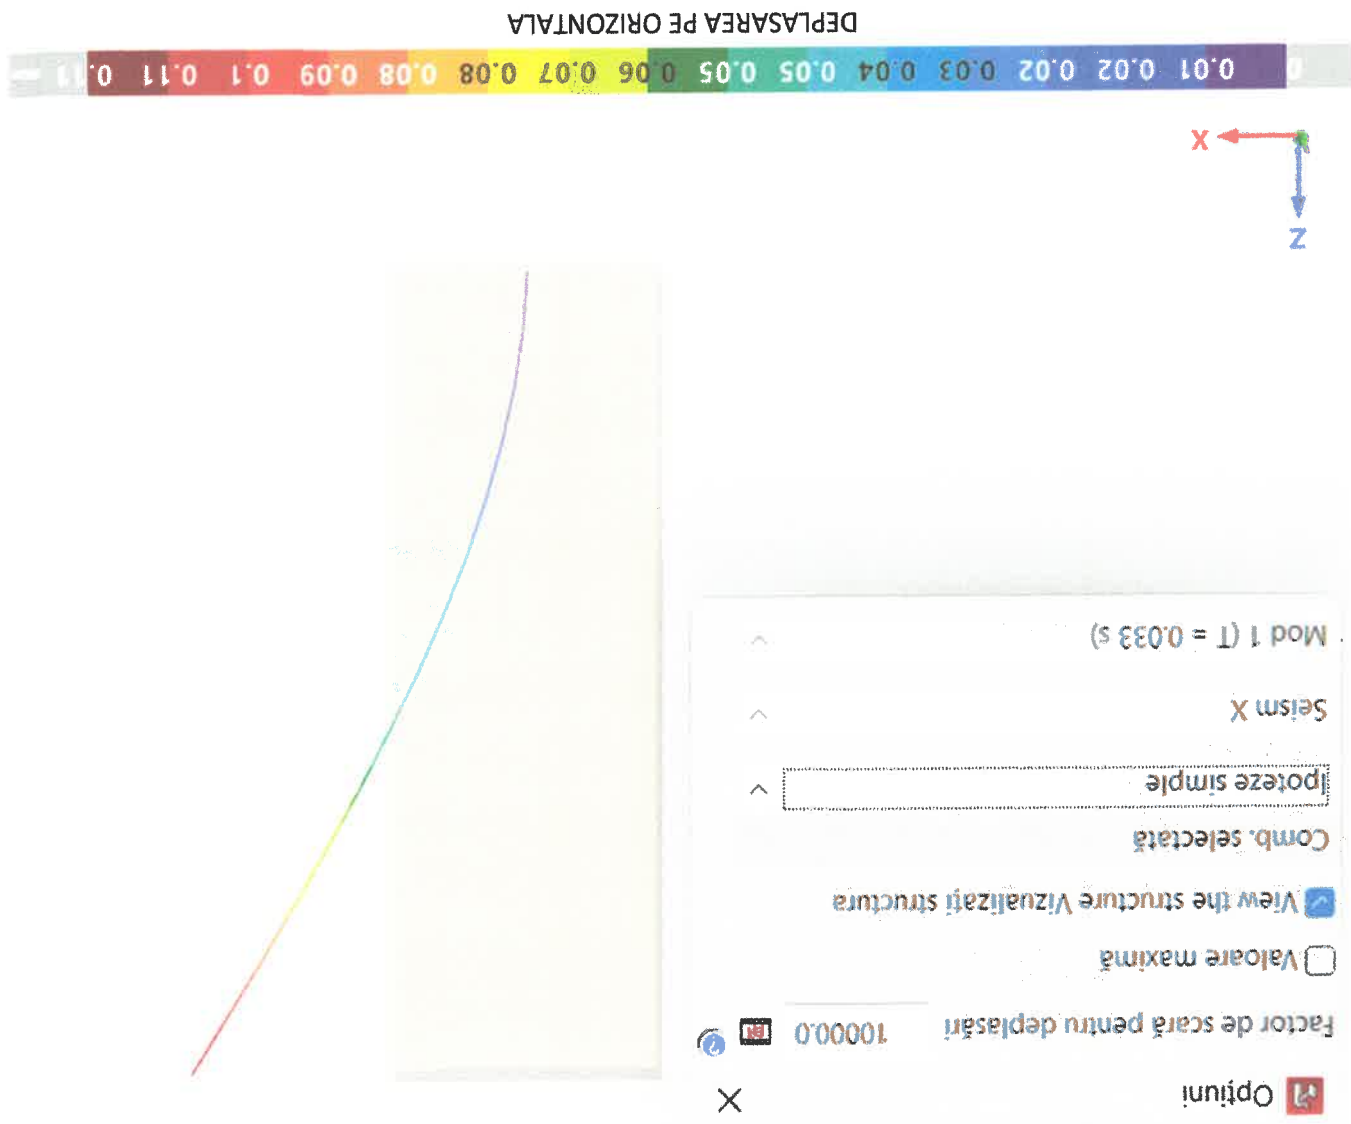 Opțiuni
Factor de scară pentru deplasări 10000.0
Valoare maximă
View the structure Vizualizați structura
Comb. selectată
Ipoteze simple
Seism X
Mod 1 (T = 0.033 s)
Z
X
0 0.01 0.02 0.02 0.03 0.04 0.05 0.05 0.06 0.07 0.08 0.08 0.09 0.1 0.11 0.11
DEPLASAREA PE ORIZONTALA